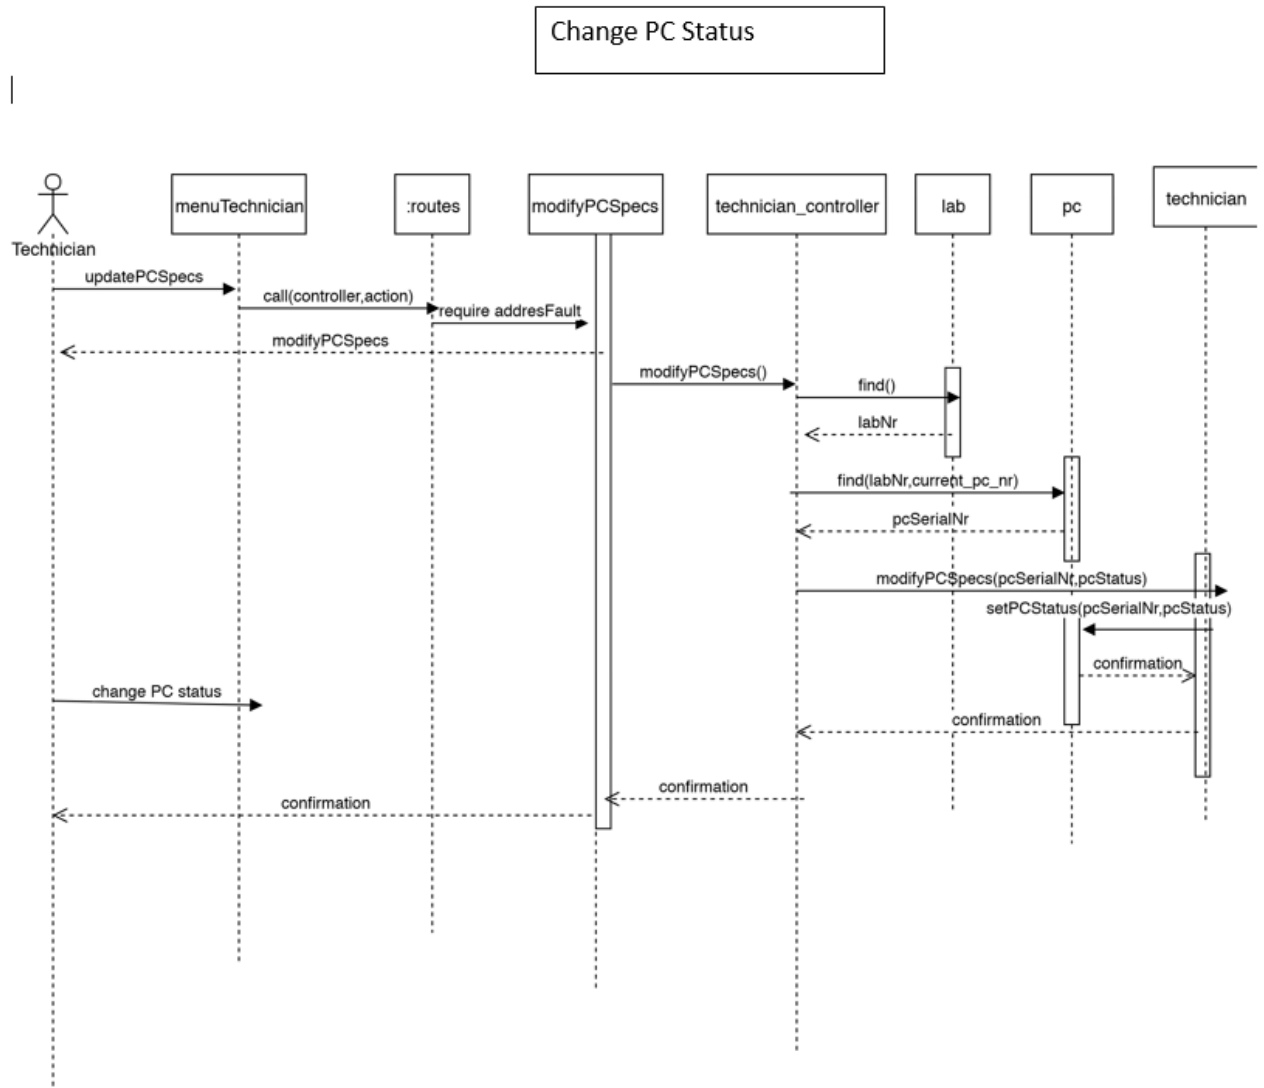 Change PC Status
menuTechnician
:routes
modifyPCSpecs
technician_controller
lab
pc
technician
Technician
updatePCSpecs
call(controller,action)
require addresFault
modifyPCSpecs
modifyPCSpecs()
find()
labNr
find(labNr,current_pc_nr)
pcSerialNr
modifyPCSpecs(pcSerialNr,pcStatus)
setPCStatus(pcSerialNr,pcStatus)
confirmation
change PC status
confirmation
confirmation
confirmation